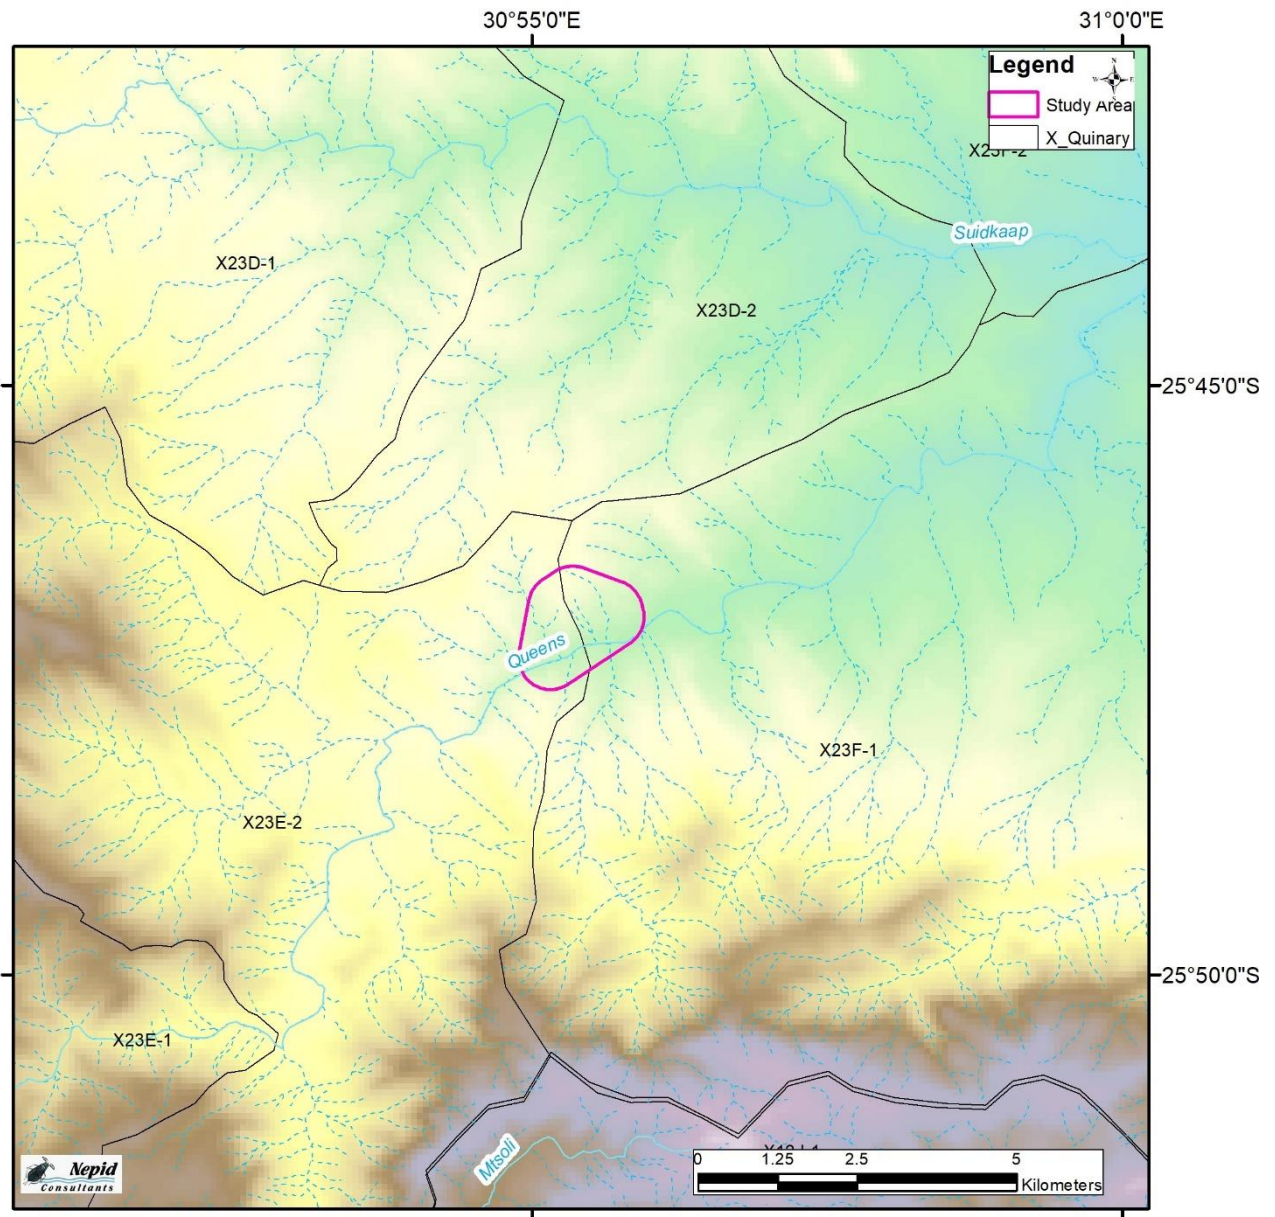 30°55'0"E
31°0'0"E
Legend
N
W
E
S
Study Area
X_Quinary
X23F-2
Suidkaap
X23D-1
X23D-2
25°45'0"S
Queens
X23F-1
X23E-2
25°50'0"S
X23E-1
Mtsoli
0 1.25 2.5 5
Kilometers
Nepid
Consultants